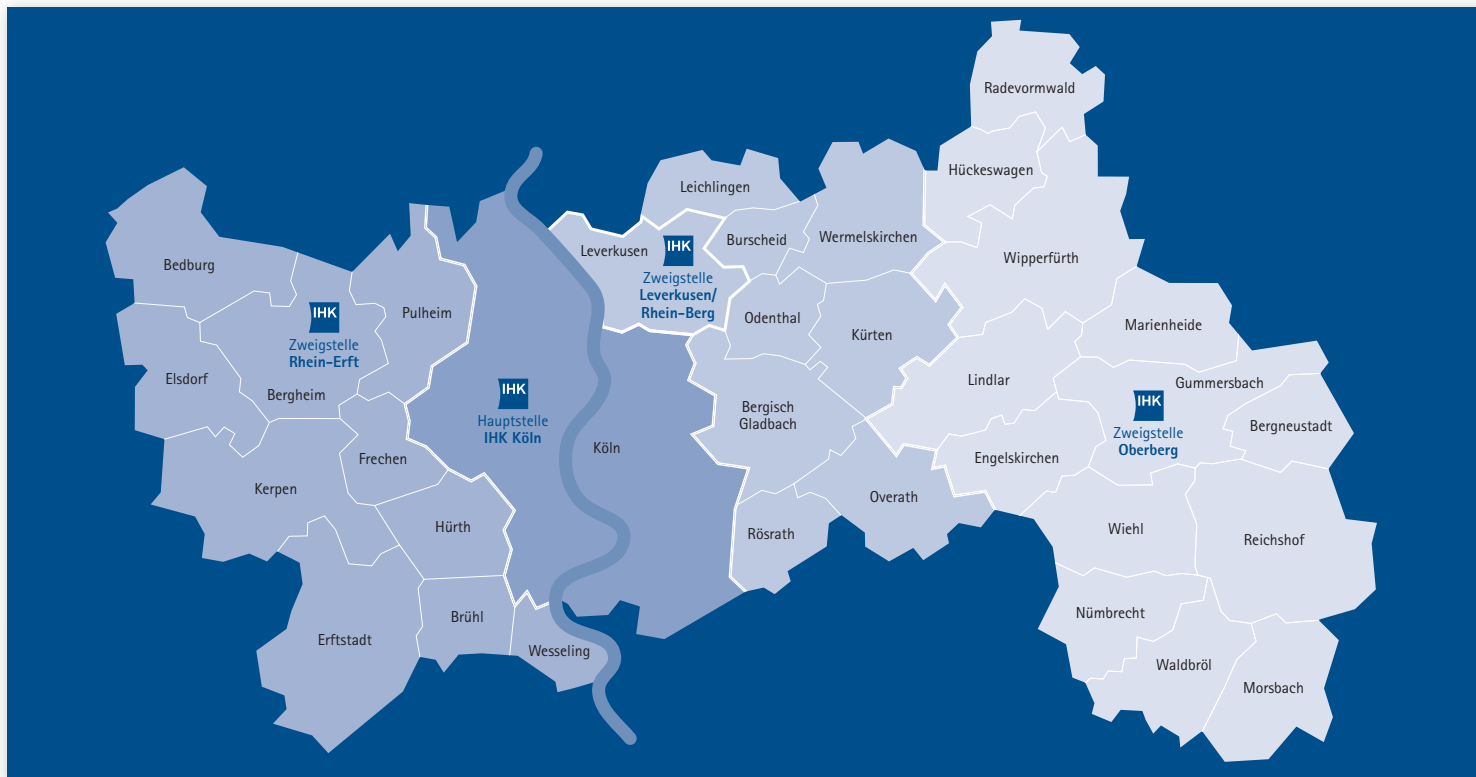 Radevormwald
Hückeswagen
Leichlingen
Burscheid
Wermelskirchen
Leverkusen
IHK
Zweigstelle
Leverkusen/
Rhein-Berg
Wipperfürth
Bedburg
IHK
Zweigstelle
Rhein-Erft
Pulheim
Odenthal
Kürten
Marienheide
Elsdorf
Bergheim
IHK
Hauptstelle
IHK Köln
Köln
Bergisch
Gladbach
Lindlar
Gummersbach
IHK
Zweigstelle
Oberberg
Bergneustadt
Frechen
Kerpen
Engelskirchen
Overath
Hürth
Rösrath
Wiehl
Reichshof
Erftstadt
Brühl
Wesseling
Nümbrecht
Waldbröl
Morsbach